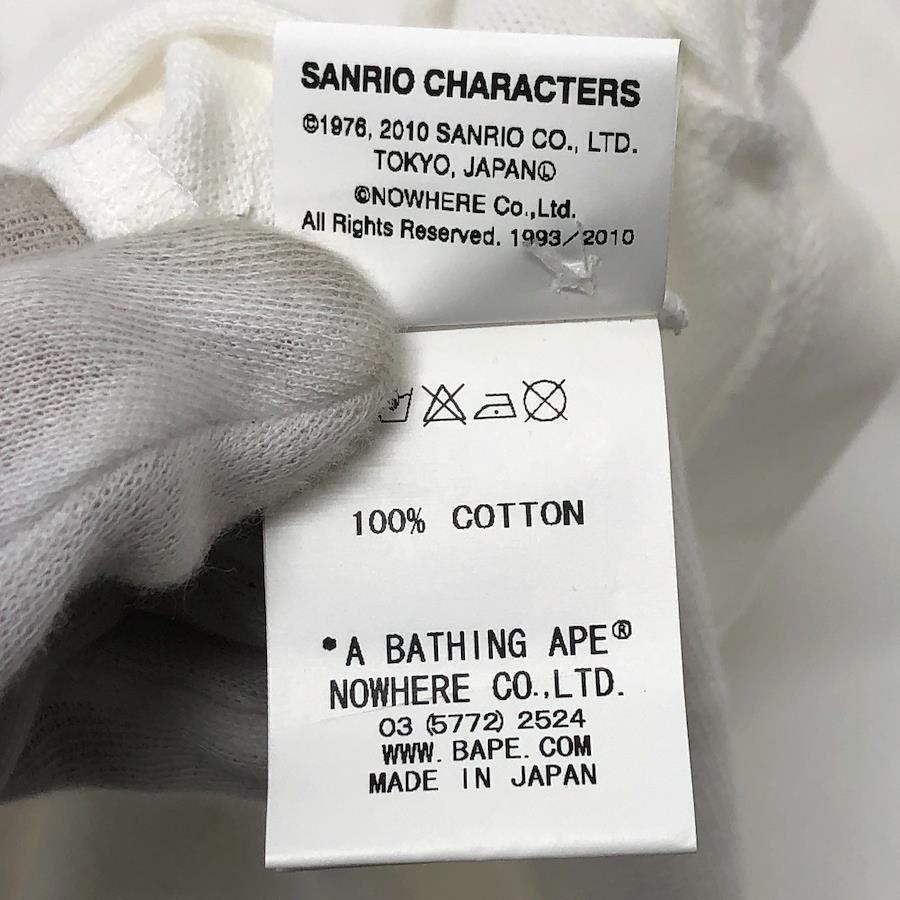 SANRIO CHARACTERS
©1976, 2010 SANRIO CO., LTD.
TOKYO, JAPANⓁ
©NOWHERE Co.,Ltd.
All Rights Reserved. 1993/2010
100% COTTON
*A BATHING APE®
NOWHERE CO.,LTD.
03 (5772) 2524
WWW. BAPE. COM
MADE IN JAPAN